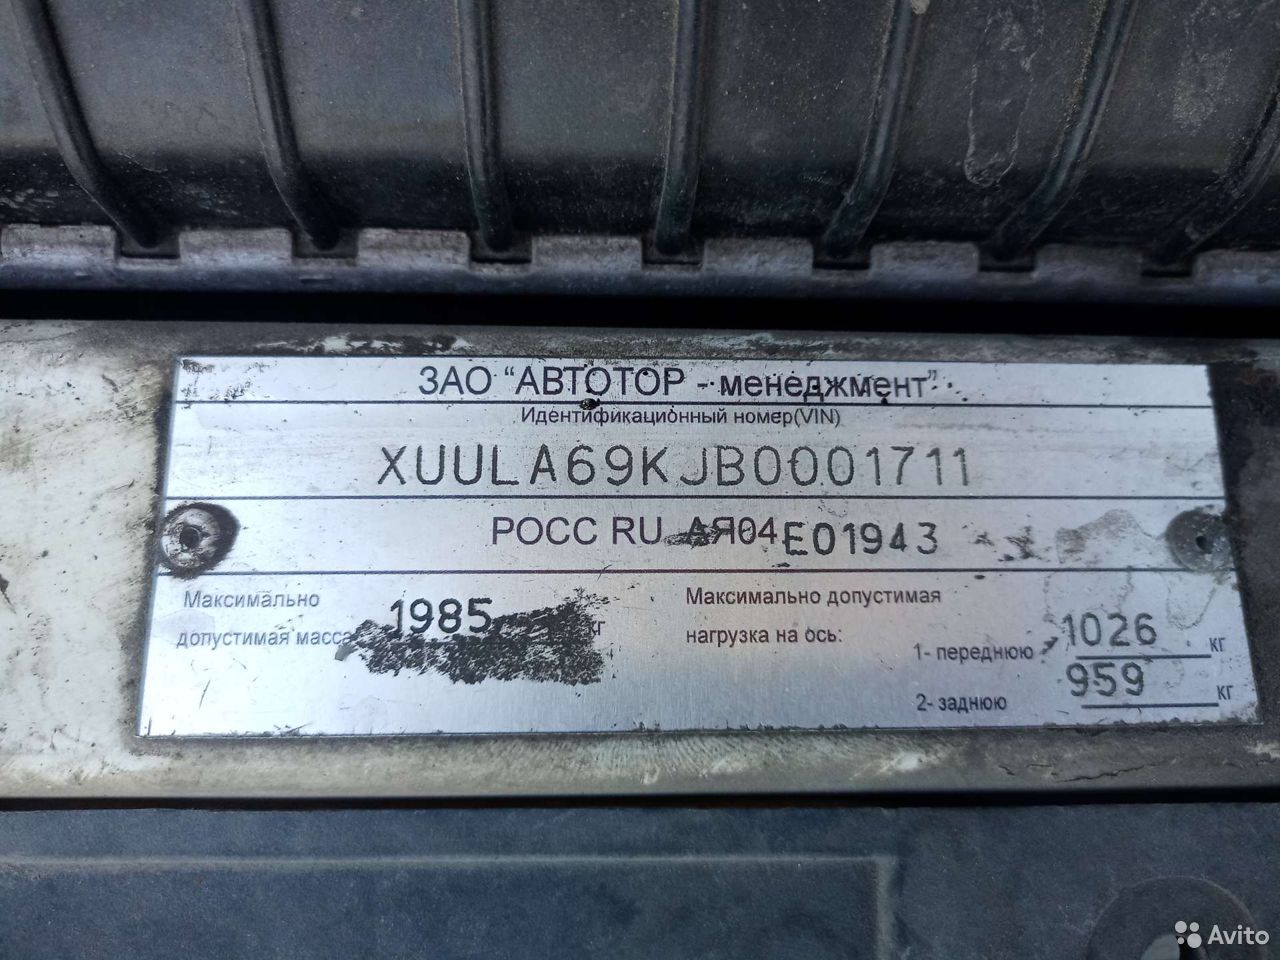 ЗАО “АВТОТОР - менеджмент”
Идентификационный номер(VIN)
XUULA69KJB0001711
РОСС RU АЯ04 Е01943
Максимально
допустимая масса 1985 кг
Максимально допустимая
нагрузка на ось:
1- переднюю 1026 кг
2- заднюю 959 кг
Avito